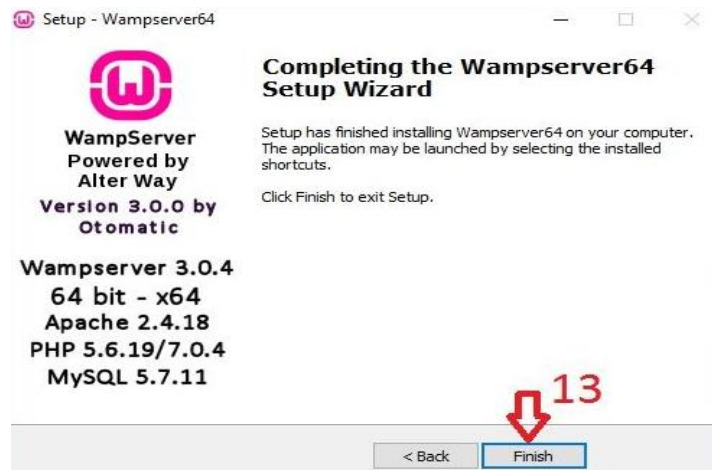 Setup - Wampserver64
Completing the Wampserver64
Setup Wizard
Setup has finished installing Wampserver64 on your computer.
The application may be launched by selecting the installed
shortcuts.
Click Finish to exit Setup.
WampServer
Powered by
Alter Way
Version 3.0.0 by
Otomatic
Wampserver 3.0.4
64 bit - x64
Apache 2.4.18
PHP 5.6.19/7.0.4
MySQL 5.7.11
13
< Back
Finish